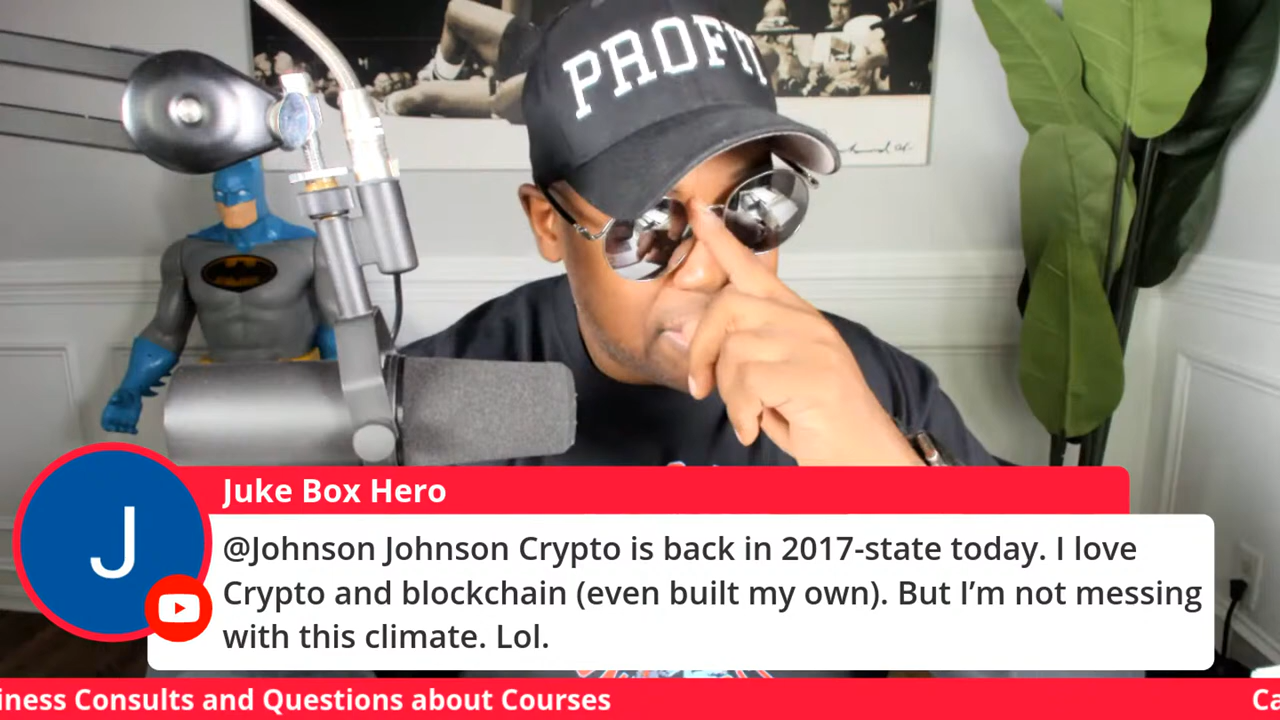 PROFIT
J
Juke Box Hero
@Johnson Johnson Crypto is back in 2017-state today. I love
Crypto and blockchain (even built my own). But I’m not messing
with this climate. Lol.
iness Consults and Questions about Courses
Ca